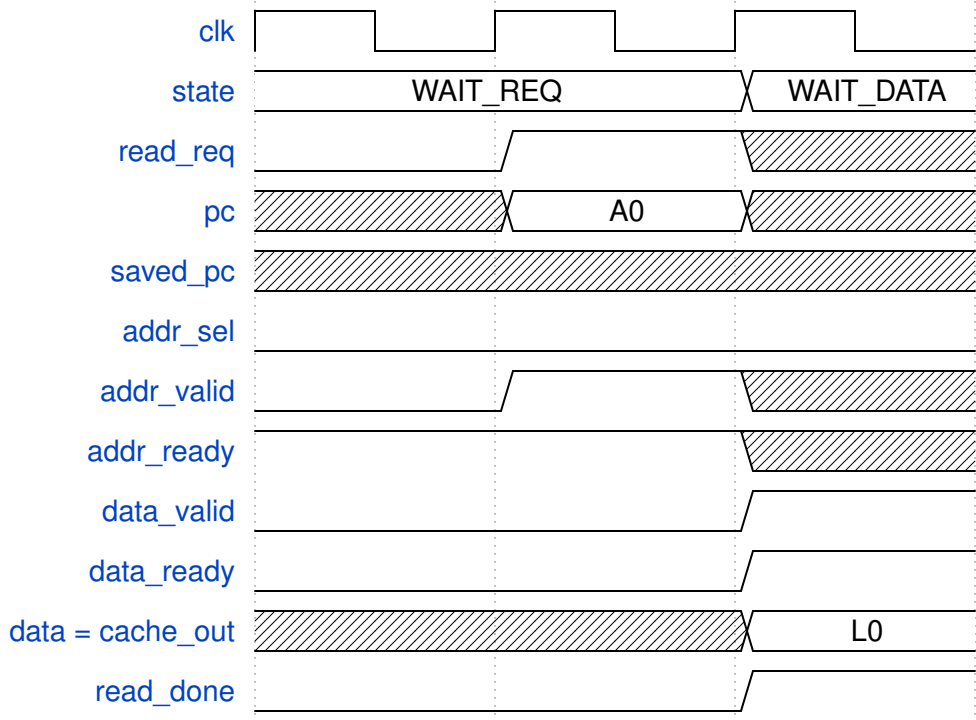 clk
state WAIT_REQ WAIT_DATA
read_req
pc A0
saved_pc
addr_sel
addr_valid
addr_ready
data_valid
data_ready
data = cache_out L0
read_done